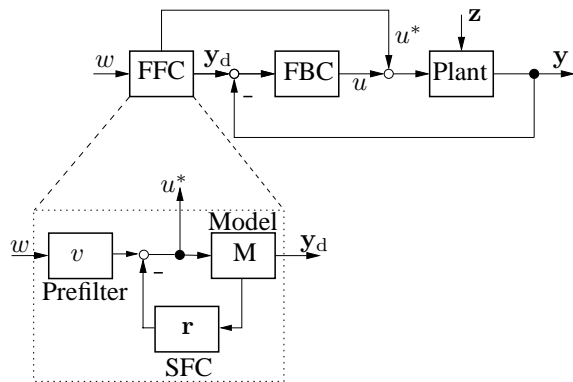 z
w
FFC
y_d
FBC
u
u*
Plant
y
-
u*
Model
w
v
-
M
y_d
Prefilter
r
SFC